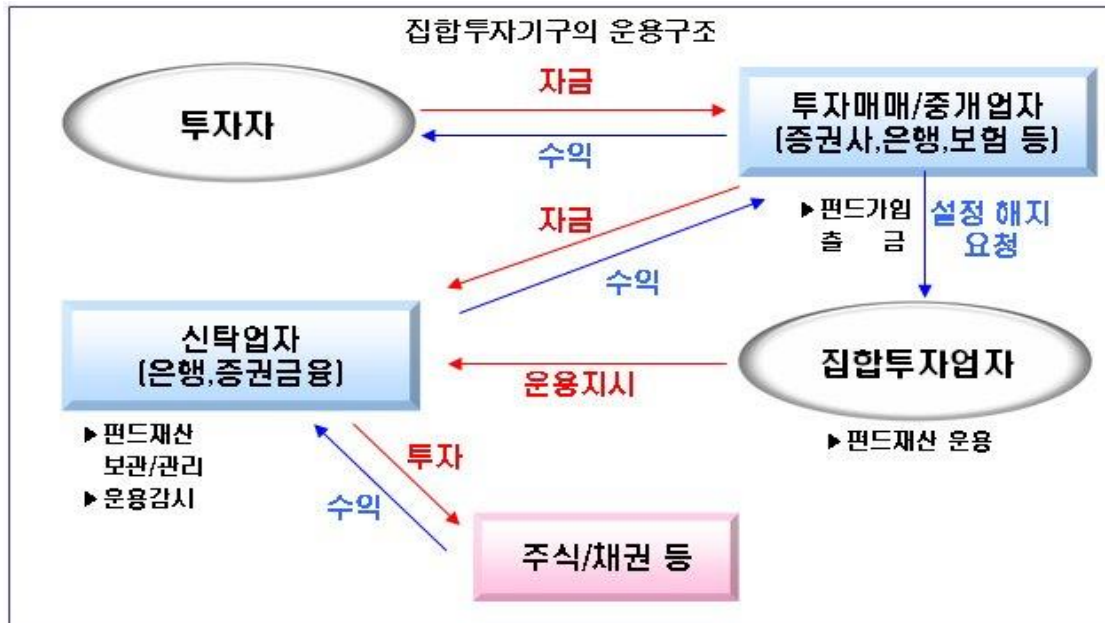 집합투자기구의 운용구조
자금
투자자
투자매매/중개업자
(증권사,은행,보험 등)
수익
자금
▶펀드가입
출 금
설정 해지
요청
수익
신탁업자
(은행,증권금융)
집합투자업자
운용지시
▶펀드재산
보관/관리
▶운용감시
▶펀드재산 운용
투자
수익
주식/채권 등